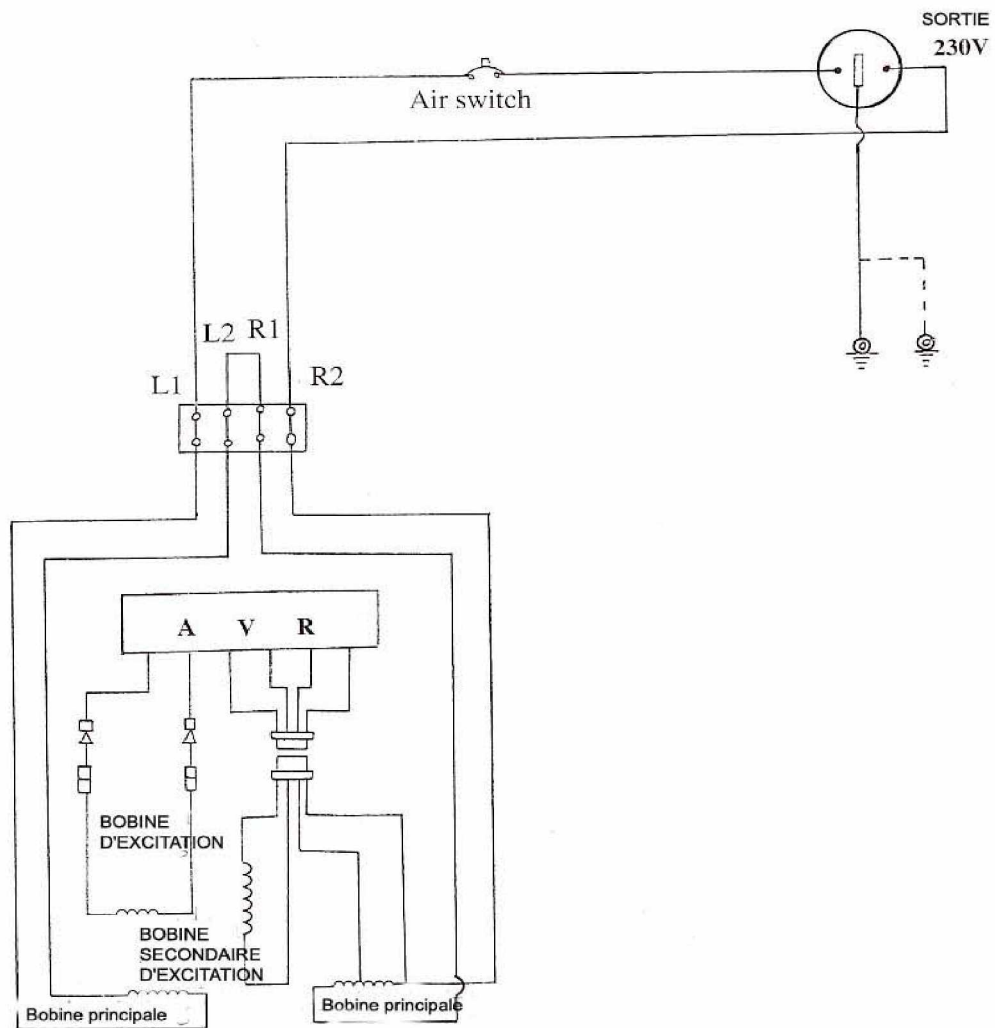 SORTIE
230V
Air switch
L2 R1
L1
R2
A V R
BOBINE
D'EXCITATION
BOBINE
SECONDAIRE
D'EXCITATION
Bobine principale
Bobine principale